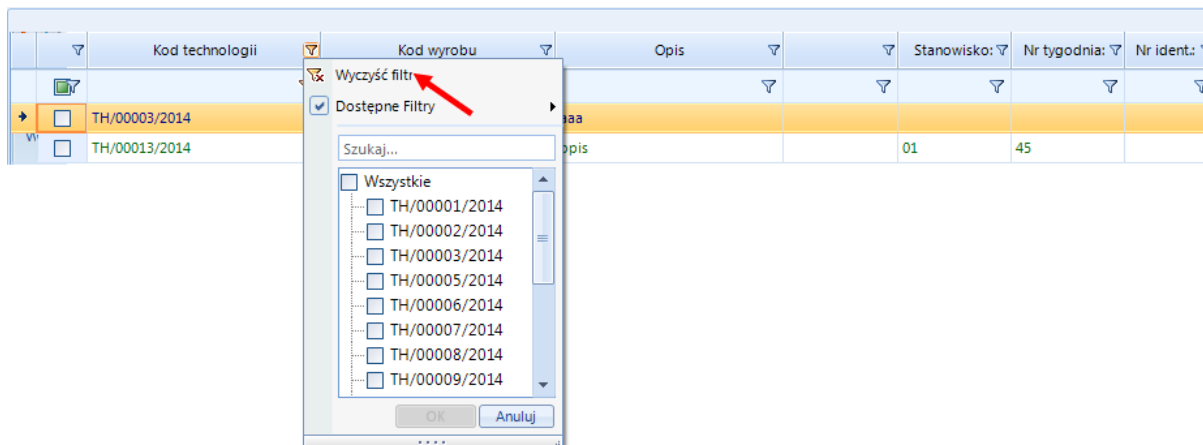 Kod technologii Kod wyrobu Opis Stanowisko: Nr tygodnia: Nr ident.:
Wyczyść filtr
Dostępne Filtry
TH/00003/2014 aaa
TH/00013/2014 opis 01 45
Szukaj...
Wszystkie
TH/00001/2014
TH/00002/2014
TH/00003/2014
TH/00005/2014
TH/00006/2014
TH/00007/2014
TH/00008/2014
TH/00009/2014
OK Anuluj